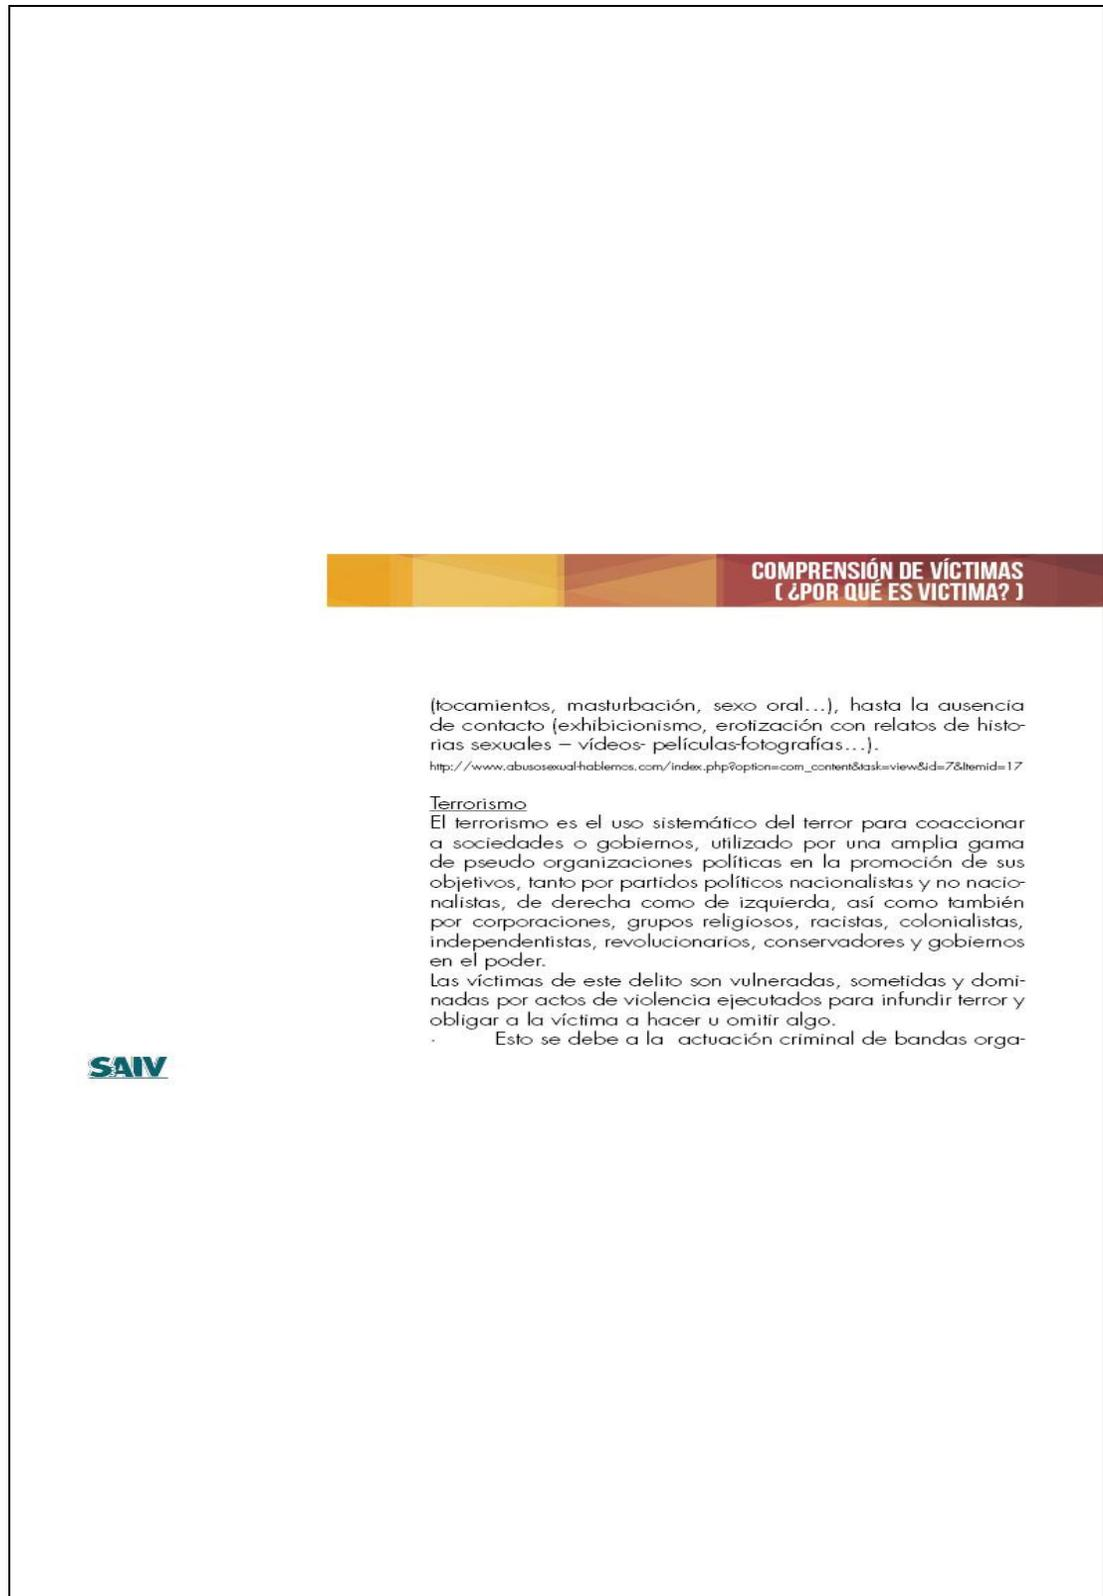 COMPRENSIÓN DE VÍCTIMAS
( ¿POR QUÉ ES VICTIMA? )
(tocamientos, masturbación, sexo oral...), hasta la ausencia
de contacto (exhibicionismo, erotización con relatos de histo-
rias sexuales – vídeos- películas-fotografías...).
http://www.abusosexual-hablemos.com/index.php?option=com_content&task=view&id=7&Itemid=17
Terrorismo
El terrorismo es el uso sistemático del terror para coaccionar
a sociedades o gobiernos, utilizado por una amplia gama
de pseudo organizaciones políticas en la promoción de sus
objetivos, tanto por partidos políticos nacionalistas y no nacio-
nalistas, de derecha como de izquierda, así como también
por corporaciones, grupos religiosos, racistas, colonialistas,
independentistas, revolucionarios, conservadores y gobiernos
en el poder.
Las víctimas de este delito son vulneradas, sometidas y domi-
nadas por actos de violencia ejecutados para infundir terror y
obligar a la víctima a hacer u omitir algo.
· Esto se debe a la actuación criminal de bandas orga-
SAIV